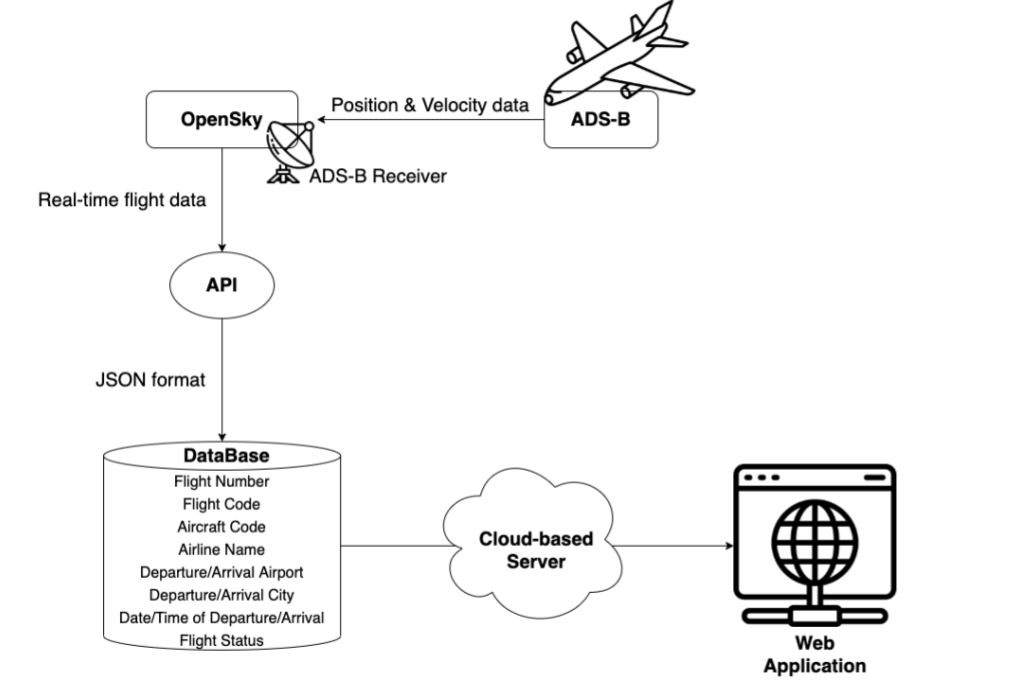 OpenSky
Position & Velocity data
ADS-B
ADS-B Receiver
Real-time flight data
API
JSON format
DataBase
Flight Number
Flight Code
Aircraft Code
Airline Name
Departure/Arrival Airport
Departure/Arrival City
Date/Time of Departure/Arrival
Flight Status
Cloud-based
Server
Web
Application